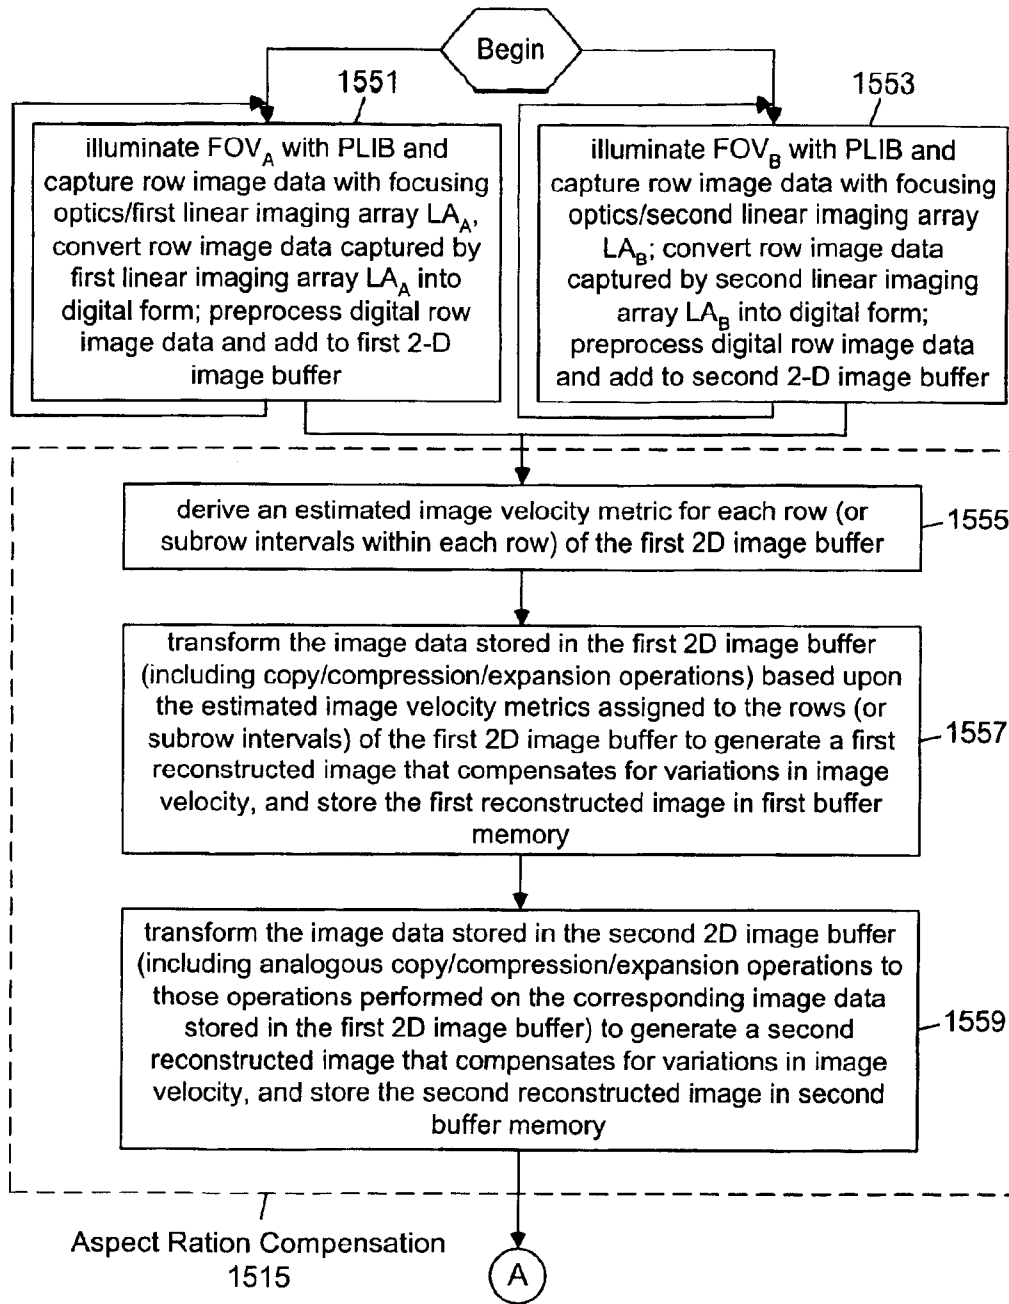 Begin
1551
illuminate FOV_A with PLIB and
capture row image data with focusing
optics/first linear imaging array LA_A,
convert row image data captured by
first linear imaging array LA_A into
digital form; preprocess digital row
image data and add to first 2-D
image buffer
1553
illuminate FOV_B with PLIB and
capture row image data with focusing
optics/second linear imaging array
LA_B; convert row image data
captured by second linear imaging
array LA_B into digital form;
preprocess digital row image data
and add to second 2-D image buffer
derive an estimated image velocity metric for each row (or
subrow intervals within each row) of the first 2D image buffer
1555
transform the image data stored in the first 2D image buffer
(including copy/compression/expansion operations) based upon
the estimated image velocity metrics assigned to the rows (or
subrow intervals) of the first 2D image buffer to generate a first
reconstructed image that compensates for variations in image
velocity, and store the first reconstructed image in first buffer
memory
1557
transform the image data stored in the second 2D image buffer
(including analogous copy/compression/expansion operations to
those operations performed on the corresponding image data
stored in the first 2D image buffer) to generate a second
reconstructed image that compensates for variations in image
velocity, and store the second reconstructed image in second
buffer memory
1559
Aspect Ration Compensation
1515
A